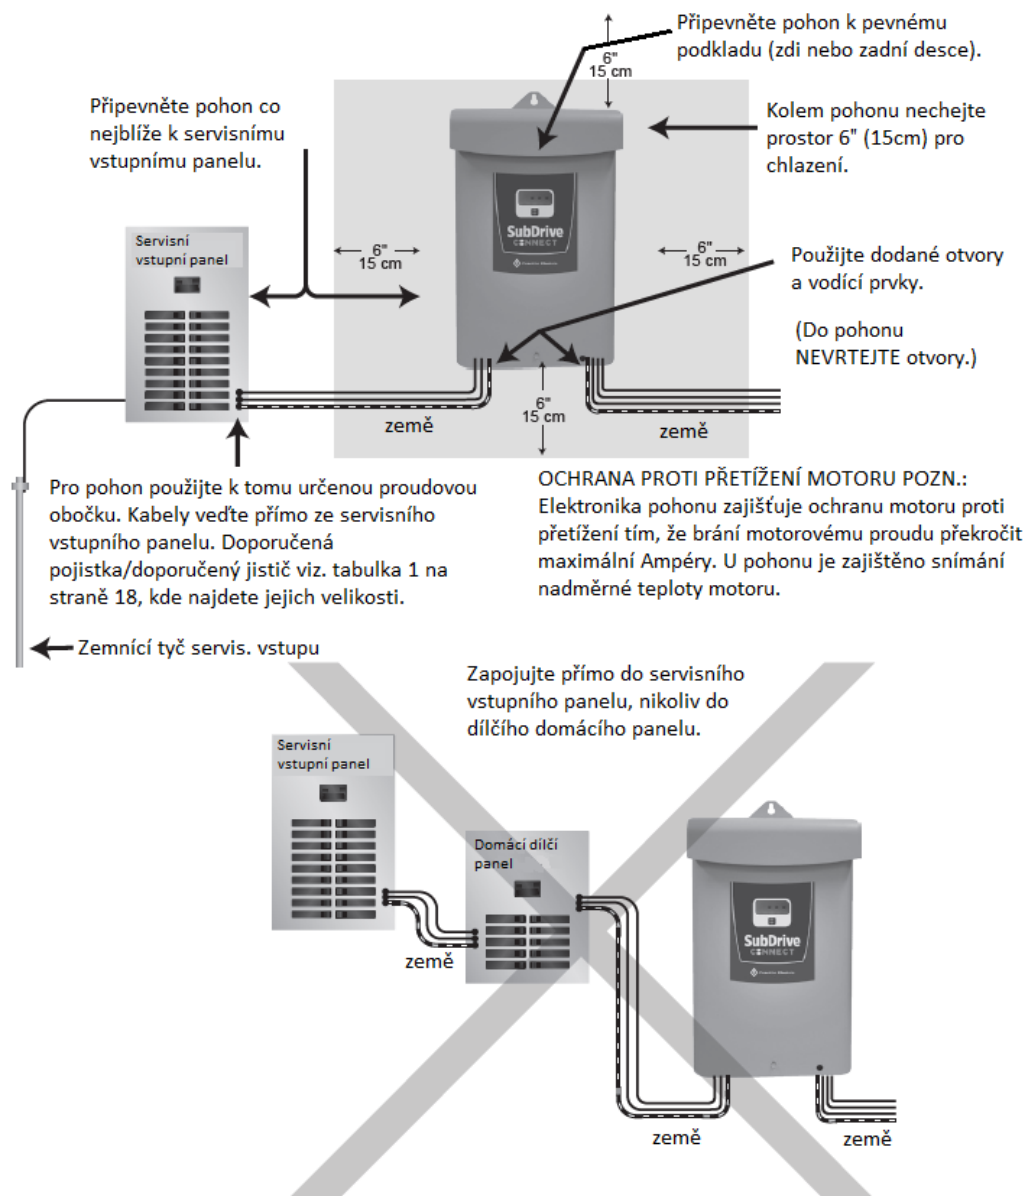 Připevněte pohon k pevnému
podkladu (zdi nebo zadní desce).
6"
15 cm
Připevněte pohon co
nejblíže k servisnímu
vstupnímu panelu.
Kolem pohonu nechejte
prostor 6" (15cm) pro
chlazení.
SubDrive
CONNECT
Franklin Electric
Servisní
vstupní panel
6"
15 cm
6"
15 cm
Použijte dodané otvory
a vodící prvky.
(Do pohonu
NEVRTEJTE otvory.)
6"
15 cm
země
země
Pro pohon použijte k tomu určenou proudovou
obočku. Kabely veďte přímo ze servisního
vstupního panelu. Doporučená
pojistka/doporučený jistič viz. tabulka 1 na
straně 18, kde najdete jejich velikosti.
OCHRANA PROTI PŘETÍŽENÍ MOTORU POZN.:
Elektronika pohonu zajišťuje ochranu motoru proti
přetížení tím, že brání motorovému proudu překročit
maximální Ampéry. U pohonu je zajištěno snímání
nadměrné teploty motoru.
Zemnící tyč servis. vstupu
Zapojujte přímo do servisního
vstupního panelu, nikoliv do
dílčího domácího panelu.
Servisní
vstupní panel
Domácí dílčí
panel
SubDrive
CONNECT
Franklin Electric
země
země
země